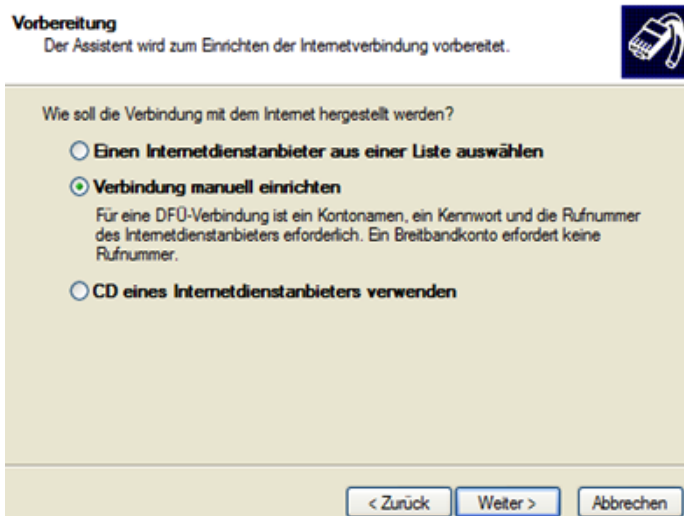 Vorbereitung
Der Assistent wird zum Einrichten der Internetverbindung vorbereitet.
Wie soll die Verbindung mit dem Internet hergestellt werden?
Einen Internetdienstanbieter aus einer Liste auswählen
Verbindung manuell einrichten
Für eine DFÜ-Verbindung ist ein Kontonamen, ein Kennwort und die Rufnummer
des Internetdienstanbieters erforderlich. Ein Breitbandkonto erfordert keine
Rufnummer.
CD eines Internetdienstanbieters verwenden
< Zurück Weiter > Abbrechen